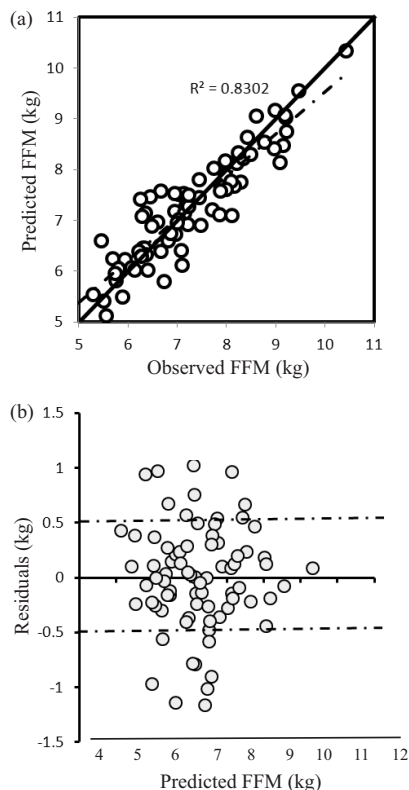 (a)
11
10
9
8
7
6
5
R² = 0.8302
Predicted FFM (kg)
5 6 7 8 9 10 11
Observed FFM (kg)
(b)
1.5
1
0.5
0
-0.5
-1
-1.5
Residuals (kg)
4 5 6 7 8 9 10 11 12
Predicted FFM (kg)